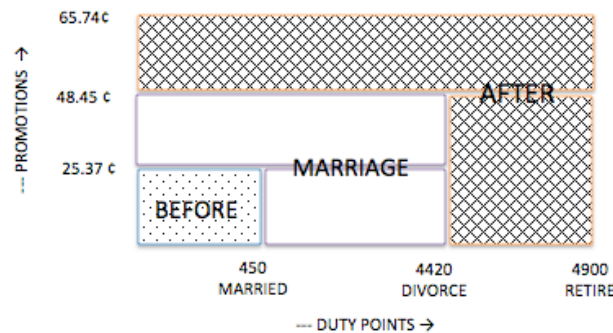 65.74 ¢
48.45 ¢
25.37 ¢
--- PROMOTIONS →
AFTER
MARRIAGE
BEFORE
450
MARRIED
4420
DIVORCE
4900
RETIRE
--- DUTY POINTS →